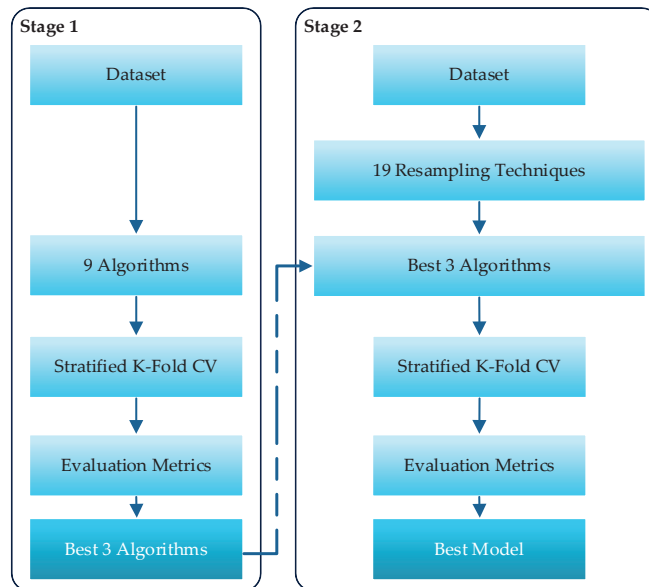 Stage 1
Dataset
9 Algorithms
Stratified K-Fold CV
Evaluation Metrics
Best 3 Algorithms
Stage 2
Dataset
19 Resampling Techniques
Best 3 Algorithms
Stratified K-Fold CV
Evaluation Metrics
Best Model